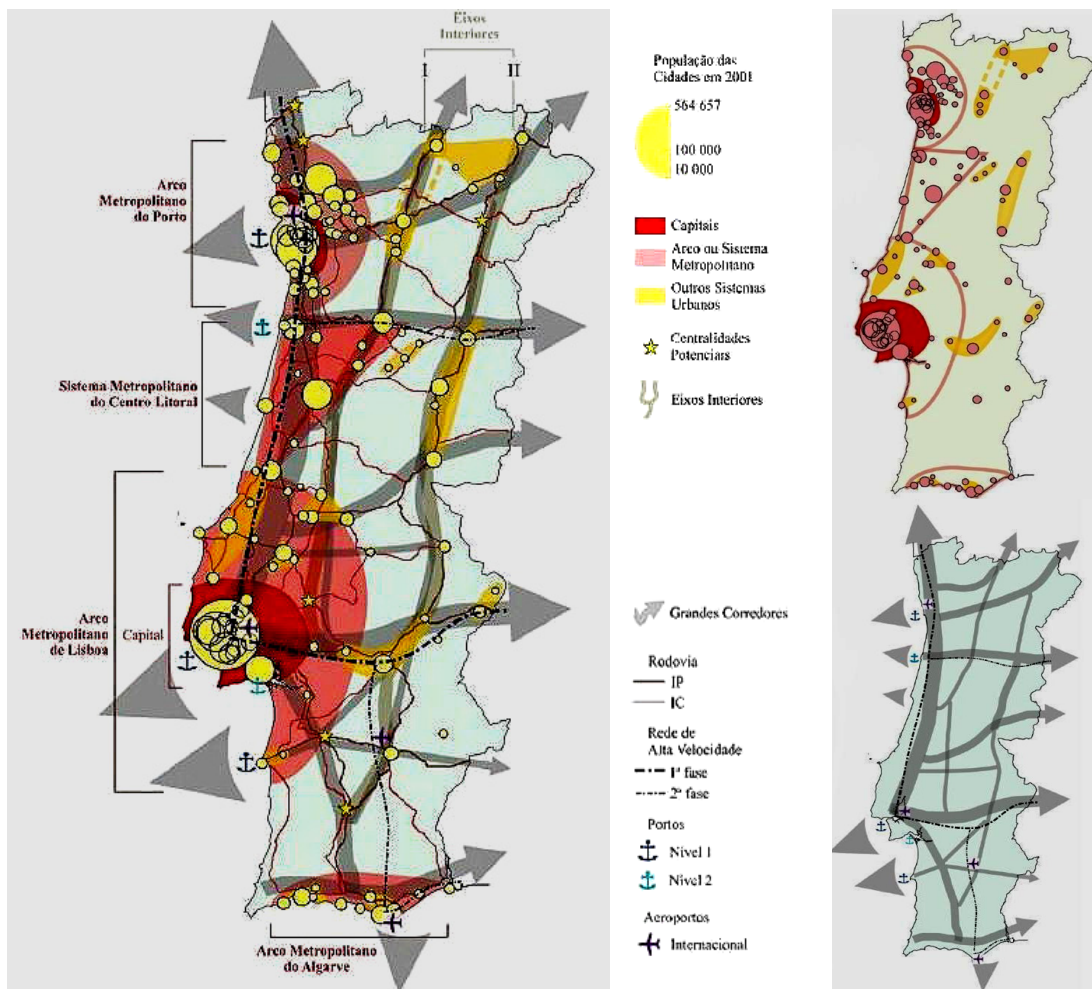 Eixos
Interiores
I
II
Arco
Metropolitano
do Porto
Sistema Metropolitano
do Centro Litoral
Arco
Metropolitano
de Lisboa
Capital
Arco Metropolitano
do Algarve
População das
Cidades em 2001
564 657
100 000
10 000
Capitais
Arco ou Sistema
Metropolitano
Outros Sistemas
Urbanos
Centralidades
Potenciais
Eixos Interiores
Grandes Corredores
Rodovia
IP
IC
Rede de
Alta Velocidade
1ª fase
2ª fase
Portos
Nivel 1
Nivel 2
Aeroportos
Internacional